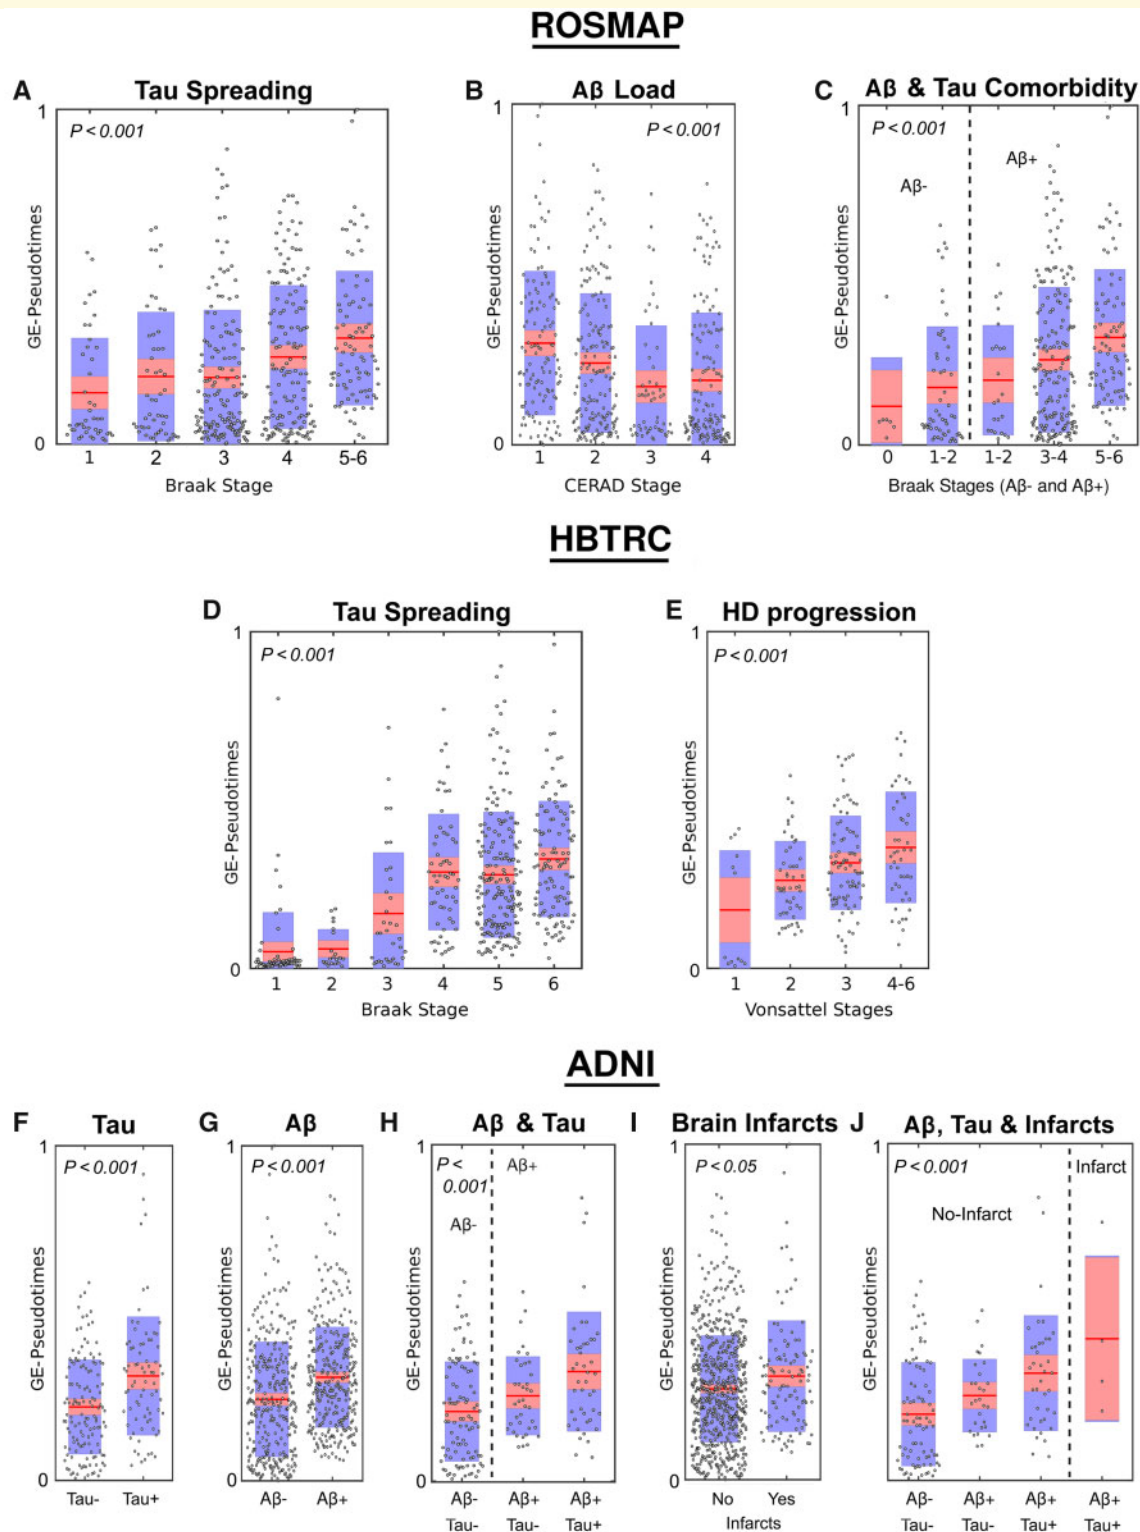 ROSMAP
A Tau Spreading
B Aβ Load
C Aβ & Tau Comorbidity
1
P < 0.001
GE-Pseudotimes
0
1 2 3 4 5-6
Braak Stage
1
P < 0.001
GE-Pseudotimes
0
1 2 3 4
CERAD Stage
1
P < 0.001
Aβ-
Aβ+
GE-Pseudotimes
0
0 1-2 1-2 3-4 5-6
Braak Stages (Aβ- and Aβ+)
HBTRC
D Tau Spreading
E HD progression
1
P < 0.001
GE-Pseudotimes
0
1 2 3 4 5 6
Braak Stage
1
P < 0.001
GE-Pseudotimes
0
1 2 3 4-6
Vonsattel Stages
ADNI
F Tau
G Aβ
H Aβ & Tau
I Brain Infarcts
J Aβ, Tau & Infarcts
1
P < 0.001
GE-Pseudotimes
0
Tau- Tau+
1
P < 0.001
GE-Pseudotimes
0
Aβ- Aβ+
1
P <
0.001
Aβ+
Aβ-
GE-Pseudotimes
0
Aβ- Aβ+ Aβ+
Tau- Tau- Tau+
1
P < 0.05
GE-Pseudotimes
0
No Yes
Infarcts
1
P < 0.001
Infarct
No-Infarct
GE-Pseudotimes
0
Aβ- Aβ+ Aβ+ Aβ+
Tau- Tau- Tau+ Tau+